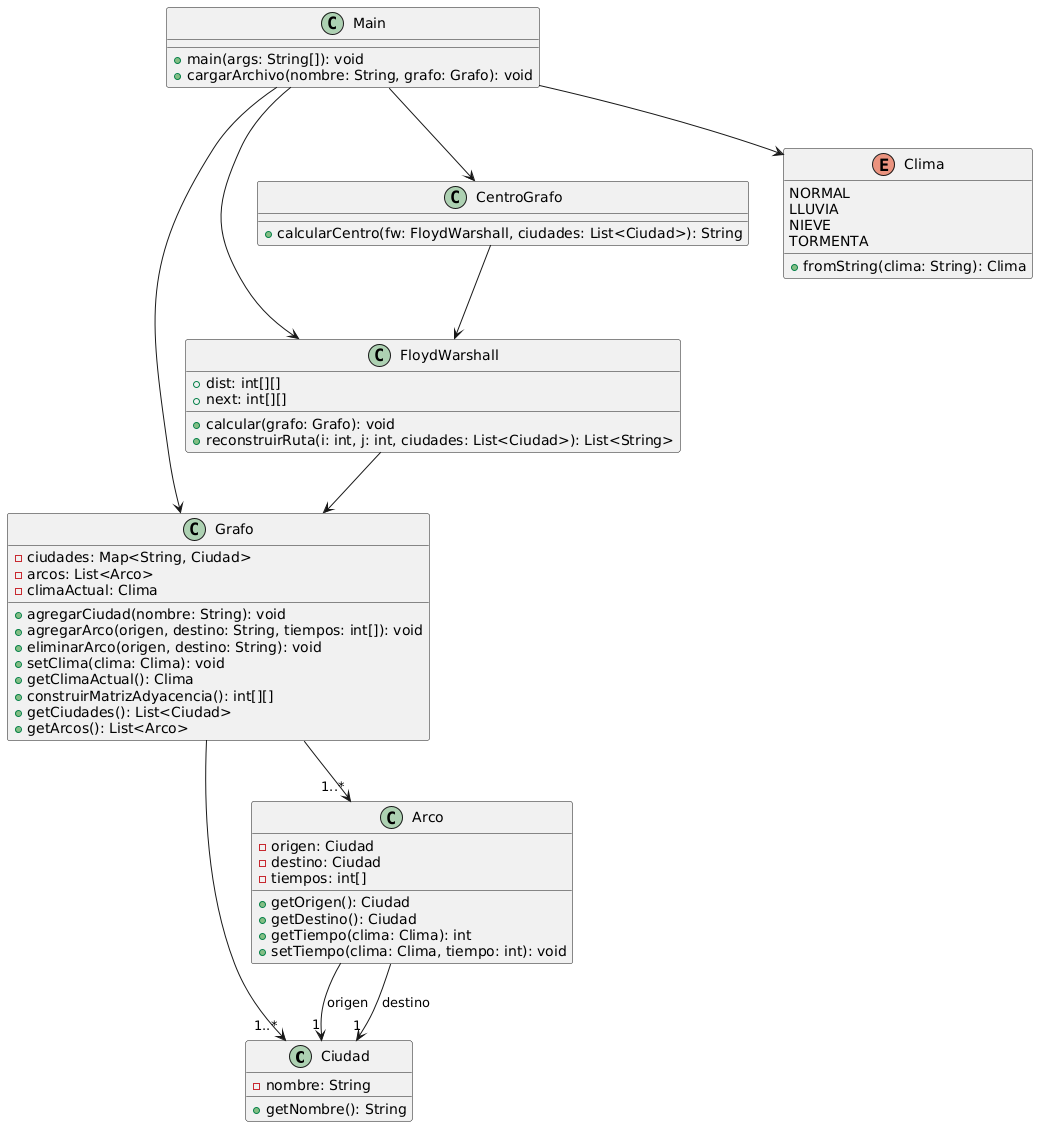 C Main
main(args: String[]): void
cargarArchivo(nombre: String, grafo: Grafo): void
E Clima
NORMAL
LLUVIA
NIEVE
TORMENTA
fromString(clima: String): Clima
C CentroGrafo
calcularCentro(fw: FloydWarshall, ciudades: List<Ciudad>): String
C FloydWarshall
dist: int[][]
next: int[][]
calcular(grafo: Grafo): void
reconstruirRuta(i: int, j: int, ciudades: List<Ciudad>): List<String>
C Grafo
ciudades: Map<String, Ciudad>
arcos: List<Arco>
climaActual: Clima
agregarCiudad(nombre: String): void
agregarArco(origen, destino: String, tiempos: int[]): void
eliminarArco(origen, destino: String): void
setClima(clima: Clima): void
getClimaActual(): Clima
construirMatrizAdyacencia(): int[][]
getCiudades(): List<Ciudad>
getArcos(): List<Arco>
1..*
C Arco
origen: Ciudad
destino: Ciudad
tiempos: int[]
getOrigen(): Ciudad
getDestino(): Ciudad
getTiempo(clima: Clima): int
setTiempo(clima: Clima, tiempo: int): void
origen
destino
1..*
1
1
C Ciudad
nombre: String
getNombre(): String